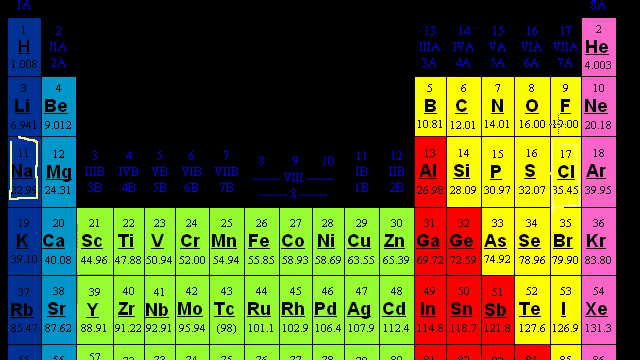 1A 8A
1 2 13 14 15 16 17 2
H IIA IIIA IVA VA VIA VIIA He
1.008 2A 3A 4A 5A 6A 7A 4.003
3 4 5 6 7 8 9 10
Li Be B C N O F Ne
6.941 9.012 10.81 12.01 14.01 16.00 19.00 20.18
11 12 3 4 5 6 7 8 9 10 11 12 13 14 15 16 17 18
Na Mg IIIB IVB VB VIB VIIB VIII IB IIB Al Si P S Cl Ar
22.99 24.31 3B 4B 5B 6B 7B 8 1B 2B 26.98 28.09 30.97 32.07 35.45 39.95
19 20 21 22 23 24 25 26 27 28 29 30 31 32 33 34 35 36
K Ca Sc Ti V Cr Mn Fe Co Ni Cu Zn Ga Ge As Se Br Kr
39.10 40.08 44.96 47.88 50.94 52.00 54.94 55.85 58.93 58.69 63.55 65.39 69.72 72.59 74.92 78.96 79.90 83.80
37 38 39 40 41 42 43 44 45 46 47 48 49 50 51 52 53 54
Rb Sr Y Zr Nb Mo Tc Ru Rh Pd Ag Cd In Sn Sb Te I Xe
85.47 87.62 88.91 91.22 92.91 95.94 (98) 101.1 102.9 106.4 107.9 112.4 114.8 118.7 121.8 127.6 126.9 131.3
55 56 57 72 73 74 75 76 77 78 79 80 81 82 83 84 85 86